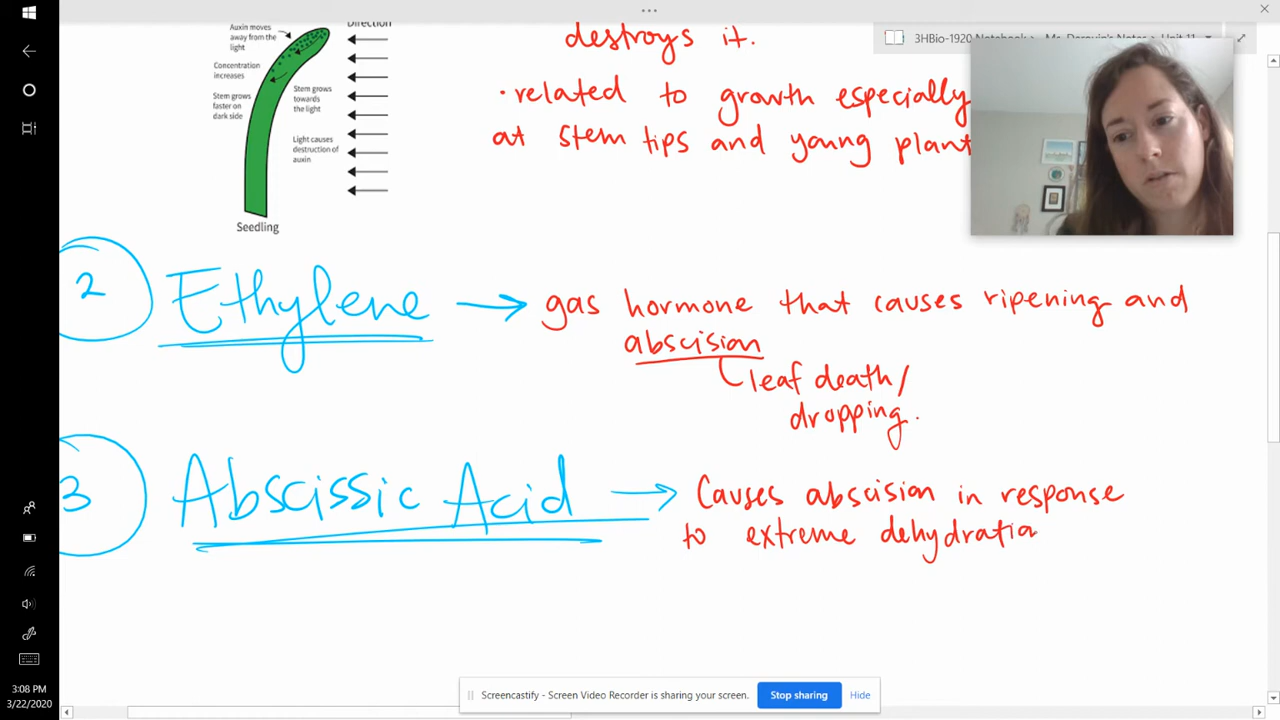 3HBio-1920 Notebook
Unit 11
Direction
Auxin moves
away from the
light
Concentration
increases
Stem grows
faster on
dark side
Stem grows
towards
the light
Light causes
destruction of
auxin
Seedling
destroys it.
• related to growth especially
at stem tips and young plant
2 Ethylene → gas hormone that causes ripening and
abscision
leaf death/
dropping.
3 Abscissic Acid → Causes abscision in response
to extreme dehydratio
3:08 PM
3/22/2020
Screencastify - Screen Video Recorder is sharing your screen.
Stop sharing
Hide